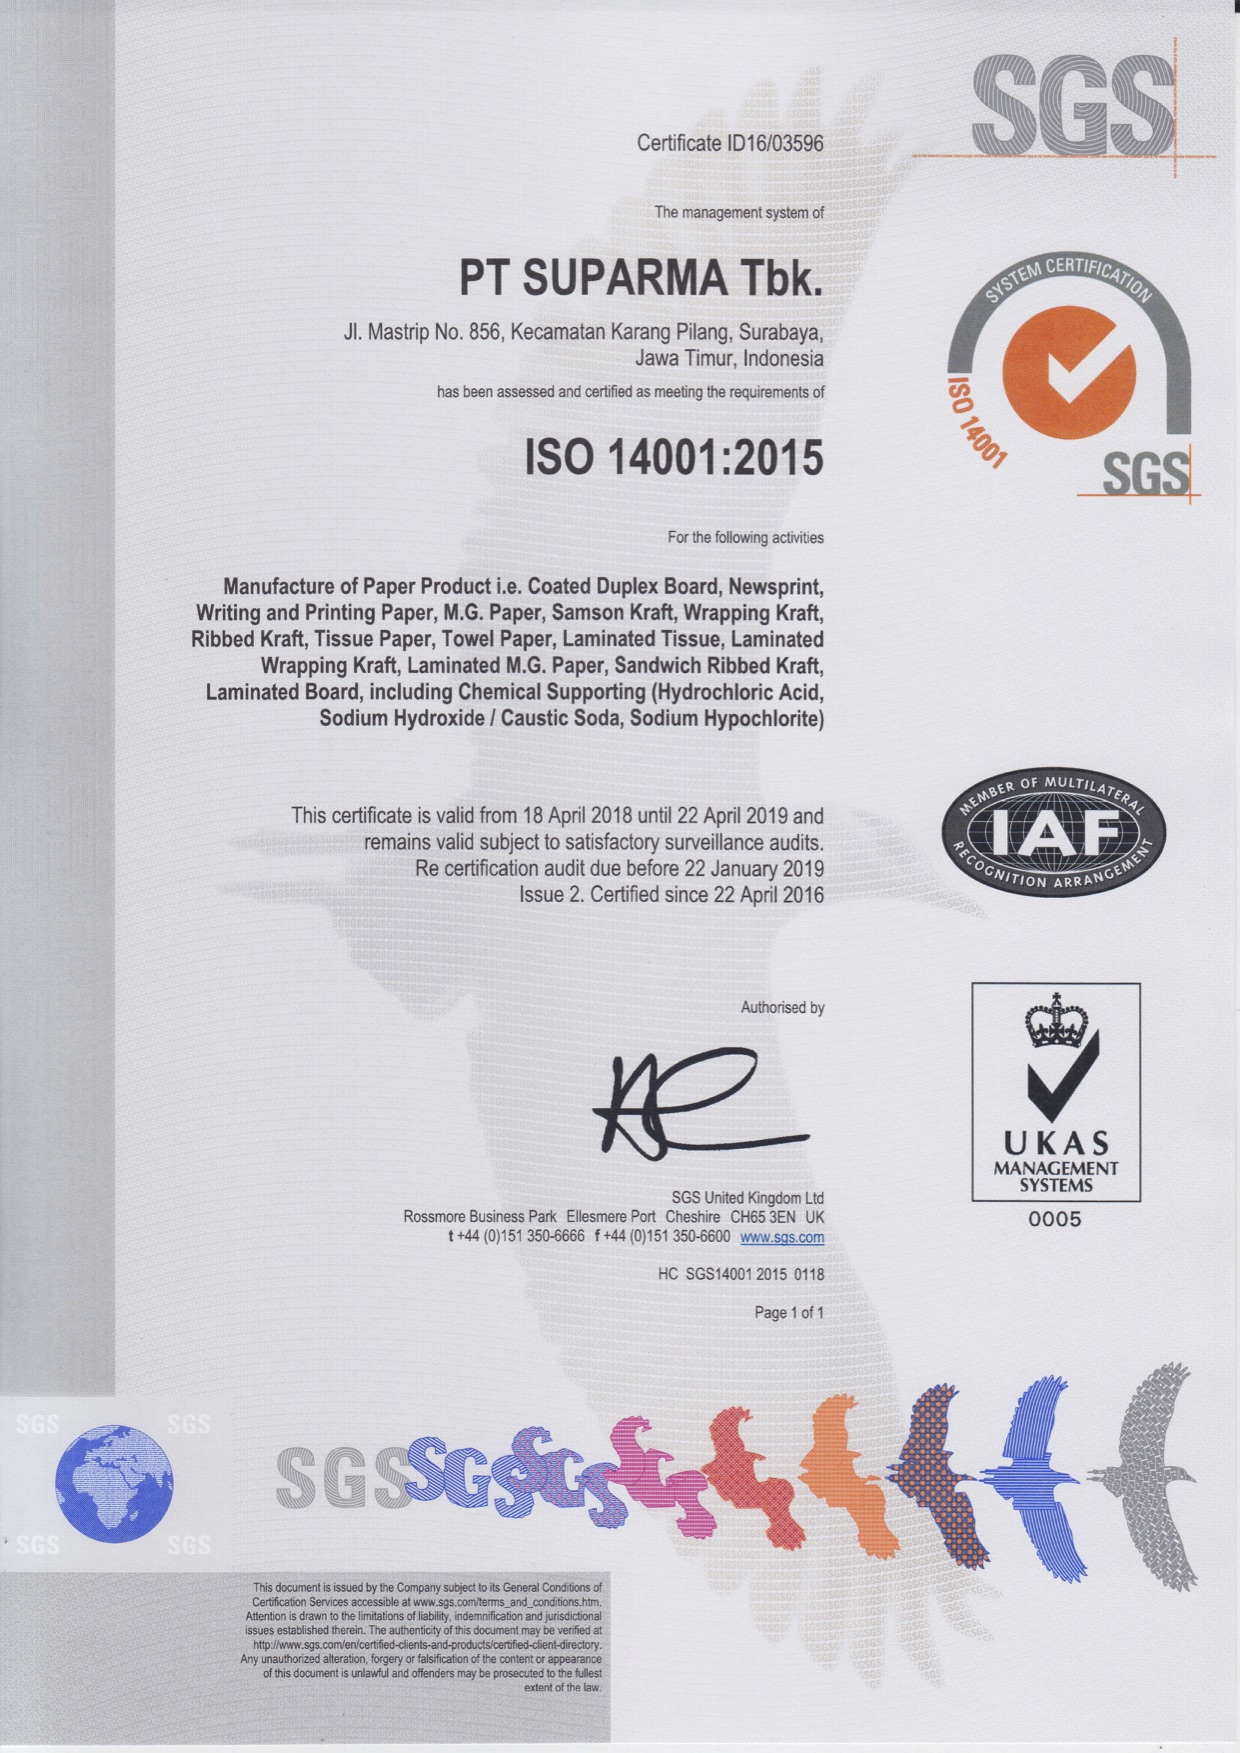 SGS
Certificate ID16/03596
The management system of
PT SUPARMA Tbk.
Jl. Mastrip No. 856, Kecamatan Karang Pilang, Surabaya,
Jawa Timur, Indonesia
has been assessed and certified as meeting the requirements of
ISO 14001:2015
SYSTEM CERTIFICATION
ISO 14001
SGS
For the following activities
Manufacture of Paper Product i.e. Coated Duplex Board, Newsprint,
Writing and Printing Paper, M.G. Paper, Samson Kraft, Wrapping Kraft,
Ribbed Kraft, Tissue Paper, Towel Paper, Laminated Tissue, Laminated
Wrapping Kraft, Laminated M.G. Paper, Sandwich Ribbed Kraft,
Laminated Board, including Chemical Supporting (Hydrochloric Acid,
Sodium Hydroxide / Caustic Soda, Sodium Hypochlorite)
This certificate is valid from 18 April 2018 until 22 April 2019 and
remains valid subject to satisfactory surveillance audits.
Re certification audit due before 22 January 2019
Issue 2. Certified since 22 April 2016
MEMBER OF MULTILATERAL
IAF
RECOGNITION ARRANGEMENT
Authorised by
UKAS
MANAGEMENT
SYSTEMS
0005
SGS United Kingdom Ltd
Rossmore Business Park Ellesmere Port Cheshire CH65 3EN UK
t +44 (0)151 350-6666 f +44 (0)151 350-6600 www.sgs.com
HC SGS14001 2015 0118
Page 1 of 1
SGS SGS
SGS SGS SGS
SGS SGS
This document is issued by the Company subject to its General Conditions of
Certification Services accessible at www.sgs.com/terms_and_conditions.htm.
Attention is drawn to the limitations of liability, indemnification and jurisdictional
issues established therein. The authenticity of this document may be verified at
http://www.sgs.com/en/certified-clients-and-products/certified-client-directory.
Any unauthorized alteration, forgery or falsification of the content or appearance
of this document is unlawful and offenders may be prosecuted to the fullest
extent of the law.